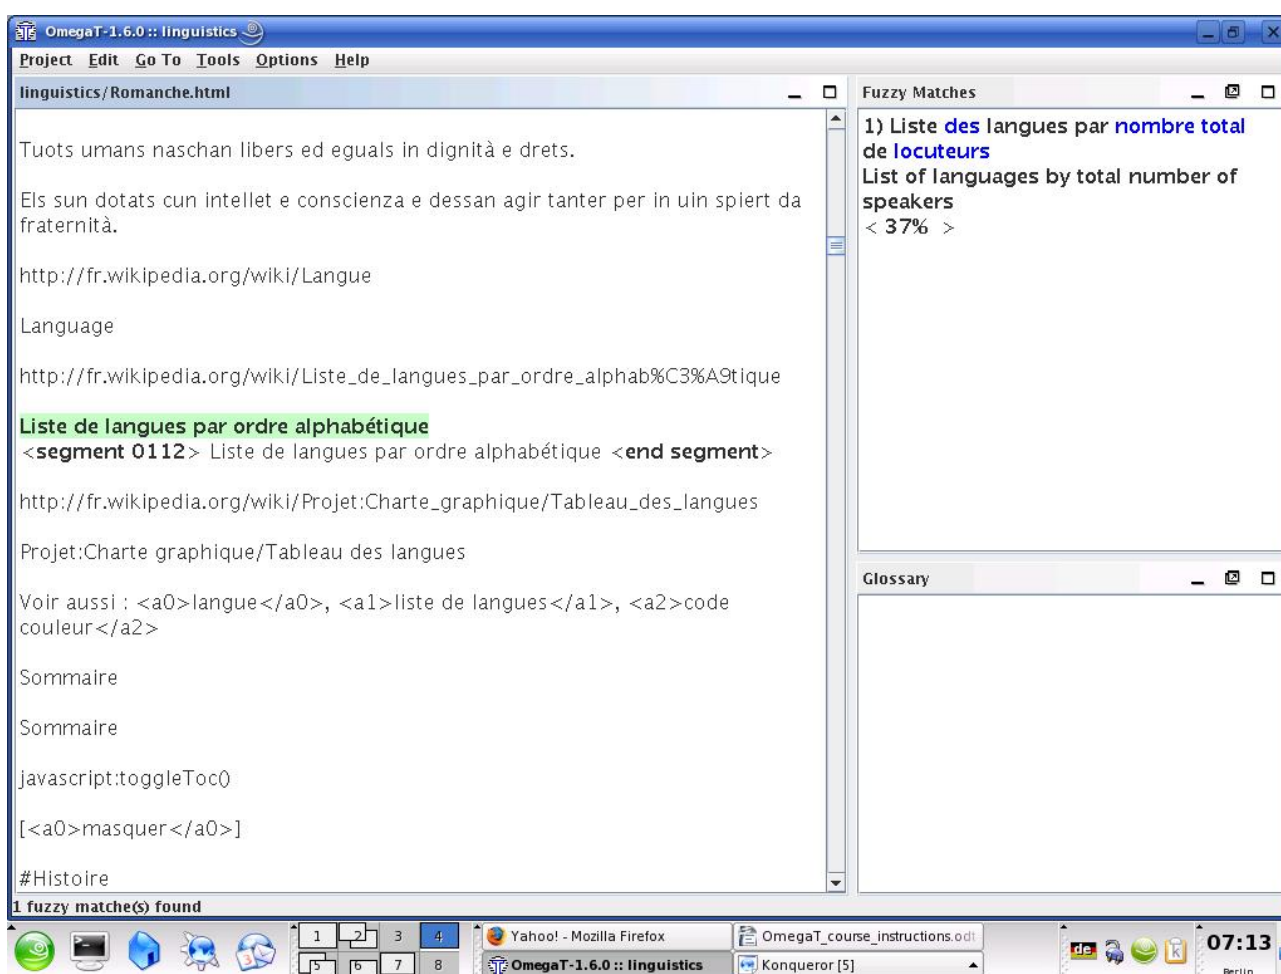 OmegaT-1.6.0 :: linguistics
Project Edit Go To Tools Options Help
linguistics/Romanche.html
Tuots umans naschan libers ed eguals in dignità e drets.
Els sun dotats cun intellet e conscienza e dessan agir tanter per in uin spiert da
fraternità.
http://fr.wikipedia.org/wiki/Langue
Language
http://fr.wikipedia.org/wiki/Liste_de_langues_par_ordre_alphab%C3%A9tique
Liste de langues par ordre alphabétique
<segment 0112> Liste de langues par ordre alphabétique <end segment>
http://fr.wikipedia.org/wiki/Projet:Charte_graphique/Tableau_des_langues
Projet:Charte graphique/Tableau des langues
Voir aussi : <a0>langue</a0>, <a1>liste de langues</a1>, <a2>code
couleur</a2>
Sommaire
Sommaire
javascript:toggleToc()
[<a0>masquer</a0>]
#Histoire
Fuzzy Matches
1) Liste des langues par nombre total
de locuteurs
List of languages by total number of
speakers
< 37% >
Glossary
1 fuzzy matche(s) found
1 2 3 4
5 6 7 8
Yahoo! - Mozilla Firefox
OmegaT_course_instructions.odt
OmegaT-1.6.0 :: linguistics
Konqueror [5]
de
07:13
Berlin